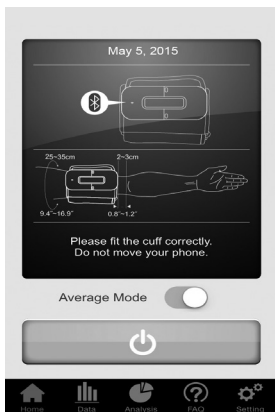 May 5, 2015
25~35cm
2~3cm
9.4"~16.9"
0.8"~1.2"
Please fit the cuff correctly.
Do not move your phone.
Average Mode
Home Data Analysis FAQ Setting